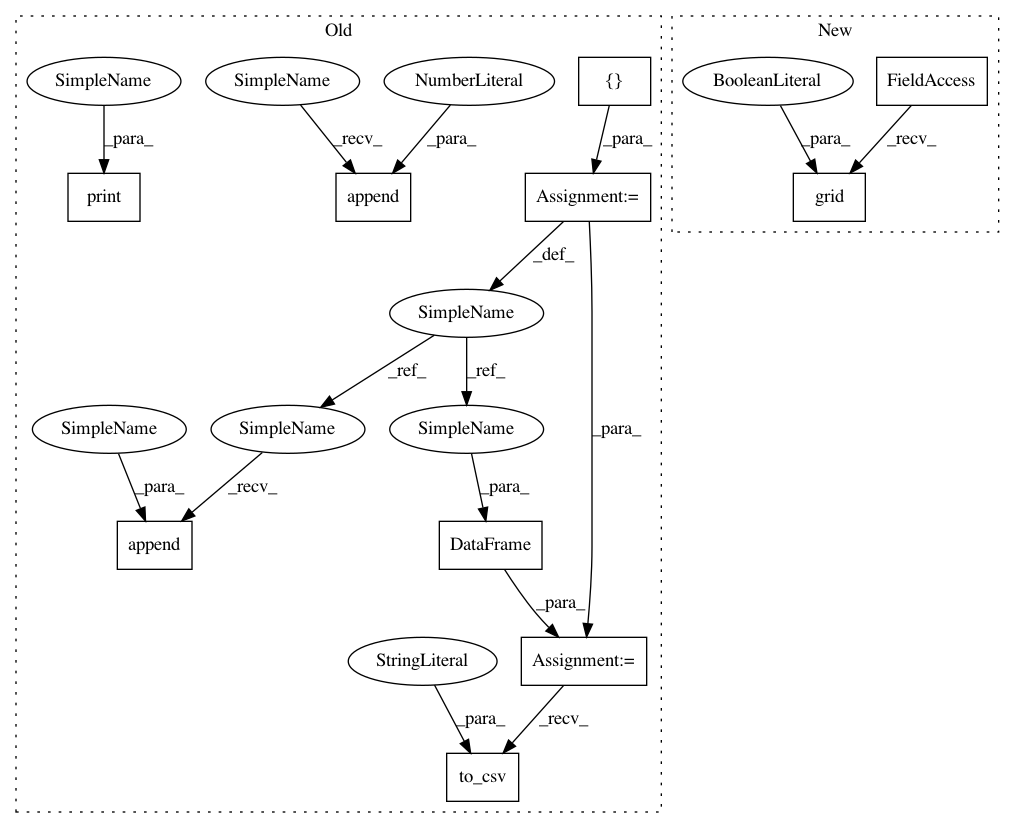 Old
New
SimpleName
SimpleName
NumberLiteral
{}
BooleanLiteral
FieldAccess
_para_
_recv_
_para_
_para_
_para_
_recv_
print
append
Assignment:=
grid
_def_
SimpleName
_ref_
_ref_
SimpleName
SimpleName
SimpleName
_para_
_para_
_recv_
_para_
append
DataFrame
_para_
StringLiteral
Assignment:=
_para_
_recv_
to_csv